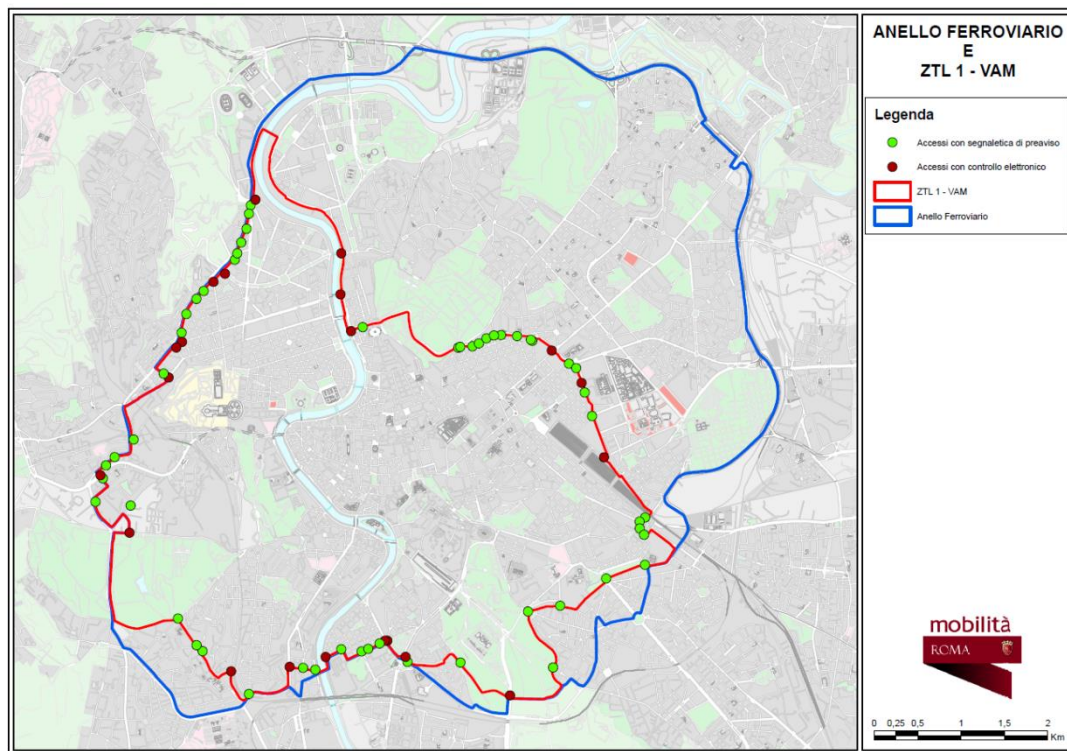 ANELLO FERROVIARIO
E
ZTL 1 - VAM
Legenda
Accessi con segnaletica di preavviso
Accessi con controllo elettronico
ZTL 1 - VAM
Anello Ferroviario
mobilità
ROMA
0 0,25 0,5 1 1,5 2
Km